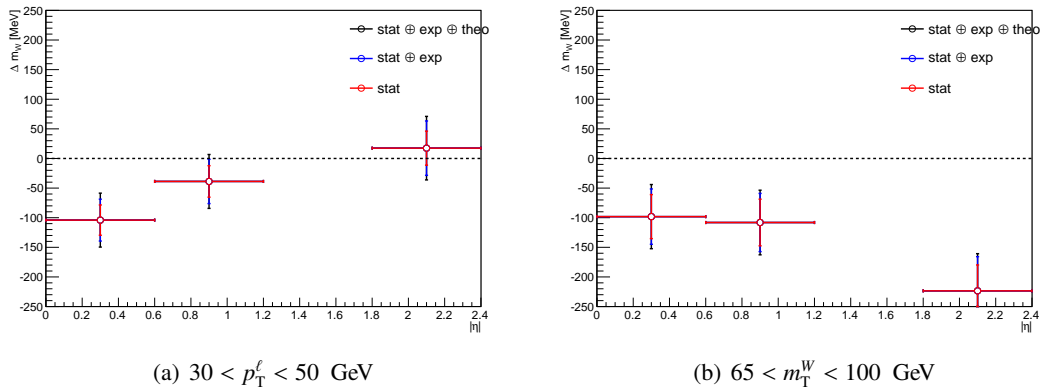 Δ m_W [MeV]
250
200
150
100
50
0
-50
-100
-150
-200
-250
stat ⊕ exp ⊕ theo
stat ⊕ exp
stat
0 0.2 0.4 0.6 0.8 1 1.2 1.4 1.6 1.8 2 2.2 2.4
|η|
(a) 30 < p_T^ℓ < 50 GeV
Δ m_W [MeV]
250
200
150
100
50
0
-50
-100
-150
-200
-250
stat ⊕ exp ⊕ theo
stat ⊕ exp
stat
0 0.2 0.4 0.6 0.8 1 1.2 1.4 1.6 1.8 2 2.2 2.4
|η|
(b) 65 < m_T^W < 100 GeV